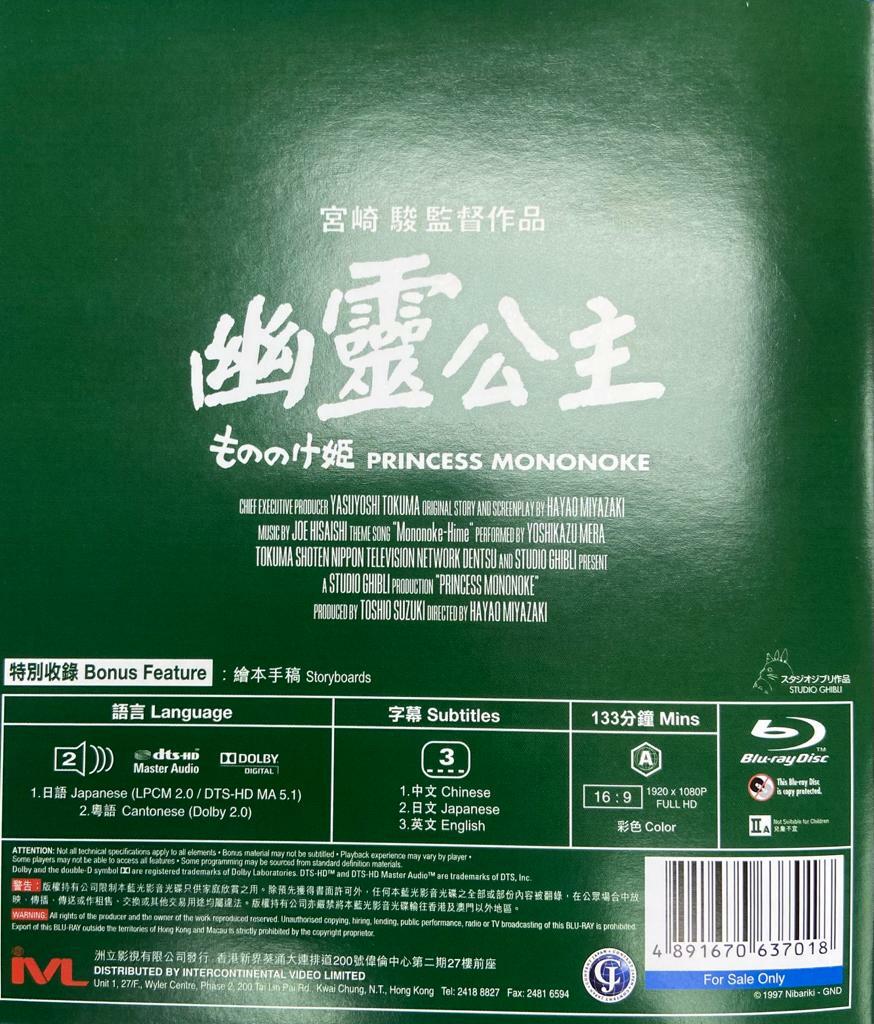 宮崎 駿 監督作品
幽靈公主
もののけ姫 PRINCESS MONONOKE
CHIEF EXECUTIVE PRODUCER YASUYOSHI TOKUMA ORIGINAL STORY AND SCREENPLAY BY HAYAO MIYAZAKI
MUSIC BY JOE HISAISHI THEME SONG "Mononoke-Hime" PERFORMED BY YOSHIKAZU MERA
TOKUMA SHOTEN NIPPON TELEVISION NETWORK DENTSU AND STUDIO GHIBLI PRESENT
A STUDIO GHIBLI PRODUCTION "PRINCESS MONONOKE"
PRODUCED BY TOSHIO SUZUKI DIRECTED BY HAYAO MIYAZAKI
特別收錄 Bonus Feature : 繪本手稿 Storyboards
スタジオジブリ作品
STUDIO GHIBLI
語言 Language
2
dts-HD
Master Audio
DOLBY
DIGITAL
1.日語 Japanese (LPCM 2.0 / DTS-HD MA 5.1)
2.粵語 Cantonese (Dolby 2.0)
字幕 Subtitles
3
1.中文 Chinese
2.日文 Japanese
3.英文 English
133分鐘 Mins
A
16 : 9
1920 x 1080P
FULL HD
彩色 Color
Blu-ray Disc™
This Blu-ray Disc
is copy protected.
IIA
Not Suitable for Children
兒童不宜
ATTENTION: Not all technical specifications apply to all elements • Bonus material may not be subtitled • Playback experience may vary by player •
Some players may not be able to access all features • Some programming may be sourced from standard definition materials.
Dolby and the double-D symbol are registered trademarks of Dolby Laboratories. DTS-HD™ and DTS-HD Master Audio™ are trademarks of DTS, Inc.
警告：版權持有公司限制本藍光影音光碟只供家庭欣賞之用。除預先獲得書面許可外，任何本藍光影音光碟之全部或部份內容被翻錄，在公眾場合中放
映、傳播、傳送或作租售、交換或其他交易用途均屬違法。版權持有公司亦嚴禁將本藍光影音光碟輸往香港及澳門以外地區。
WARNING: All rights of the producer and the owner of the work reproduced reserved. Unauthorised copying, hiring, lending, public performance, radio or TV broadcasting of this BLU-RAY is prohibited.
Export of this BLU-RAY outside the territories of Hong Kong and Macau is strictly prohibited by the copyright proprietor.
IVL
洲立影視有限公司發行 香港新界葵涌大連排道200號偉倫中心第二期27樓前座
DISTRIBUTED BY INTERCONTINENTAL VIDEO LIMITED
Unit 1, 27/F., Wyler Centre, Phase 2, 200 Tai Lin Pai Rd., Kwai Chung, N.T., Hong Kong Tel: 2418 8827 Fax: 2481 6594
4 891670 637018
For Sale Only
© 1997 Nibariki - GND